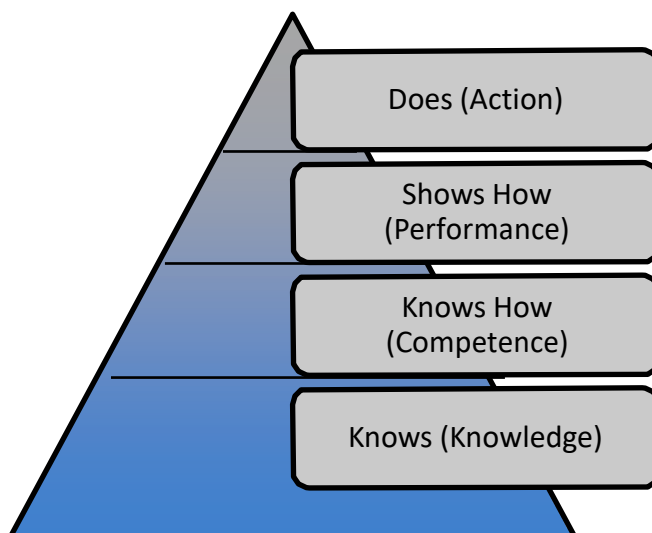 Does (Action)
Shows How
(Performance)
Knows How
(Competence)
Knows (Knowledge)